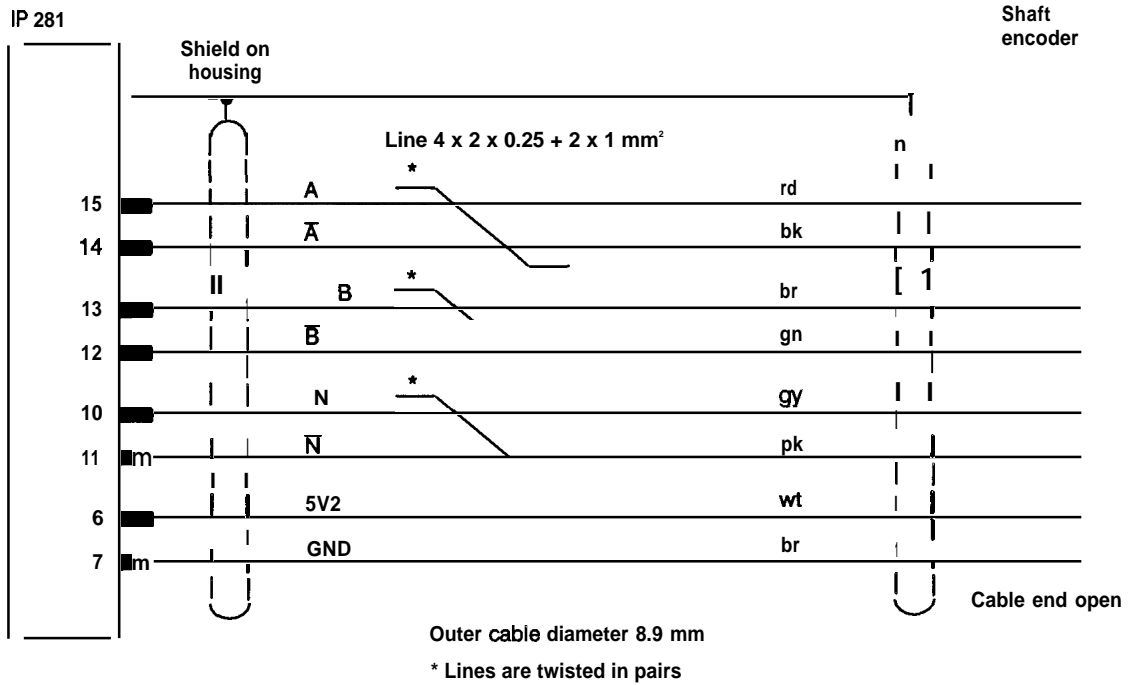 IP 281
Shaft
encoder
Shield on
housing
Line 4 x 2 x 0.25 + 2 x 1 mm²
n
*
15 A rd
14 A̅ bk
*
[ 1
13 B br
12 B̅ gn
*
10 N gy
11 m N̅ pk
6 5V2 wt
7 m GND br
Cable end open
Outer cable diameter 8.9 mm
* Lines are twisted in pairs